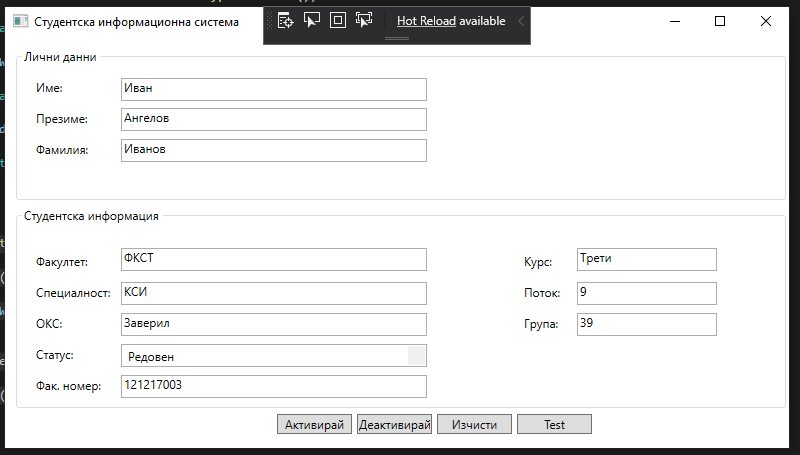 Студентска информационна система
Hot Reload available
Лични данни
Име: Иван
Презиме: Ангелов
Фамилия: Иванов
Студентска информация
Факултет: ФКСТ Курс: Трети
Специалност: КСИ Поток: 9
ОКС: Заверил Група: 39
Статус: Редовен
Фак. номер: 121217003
Активирай Деактивирай Изчисти Test